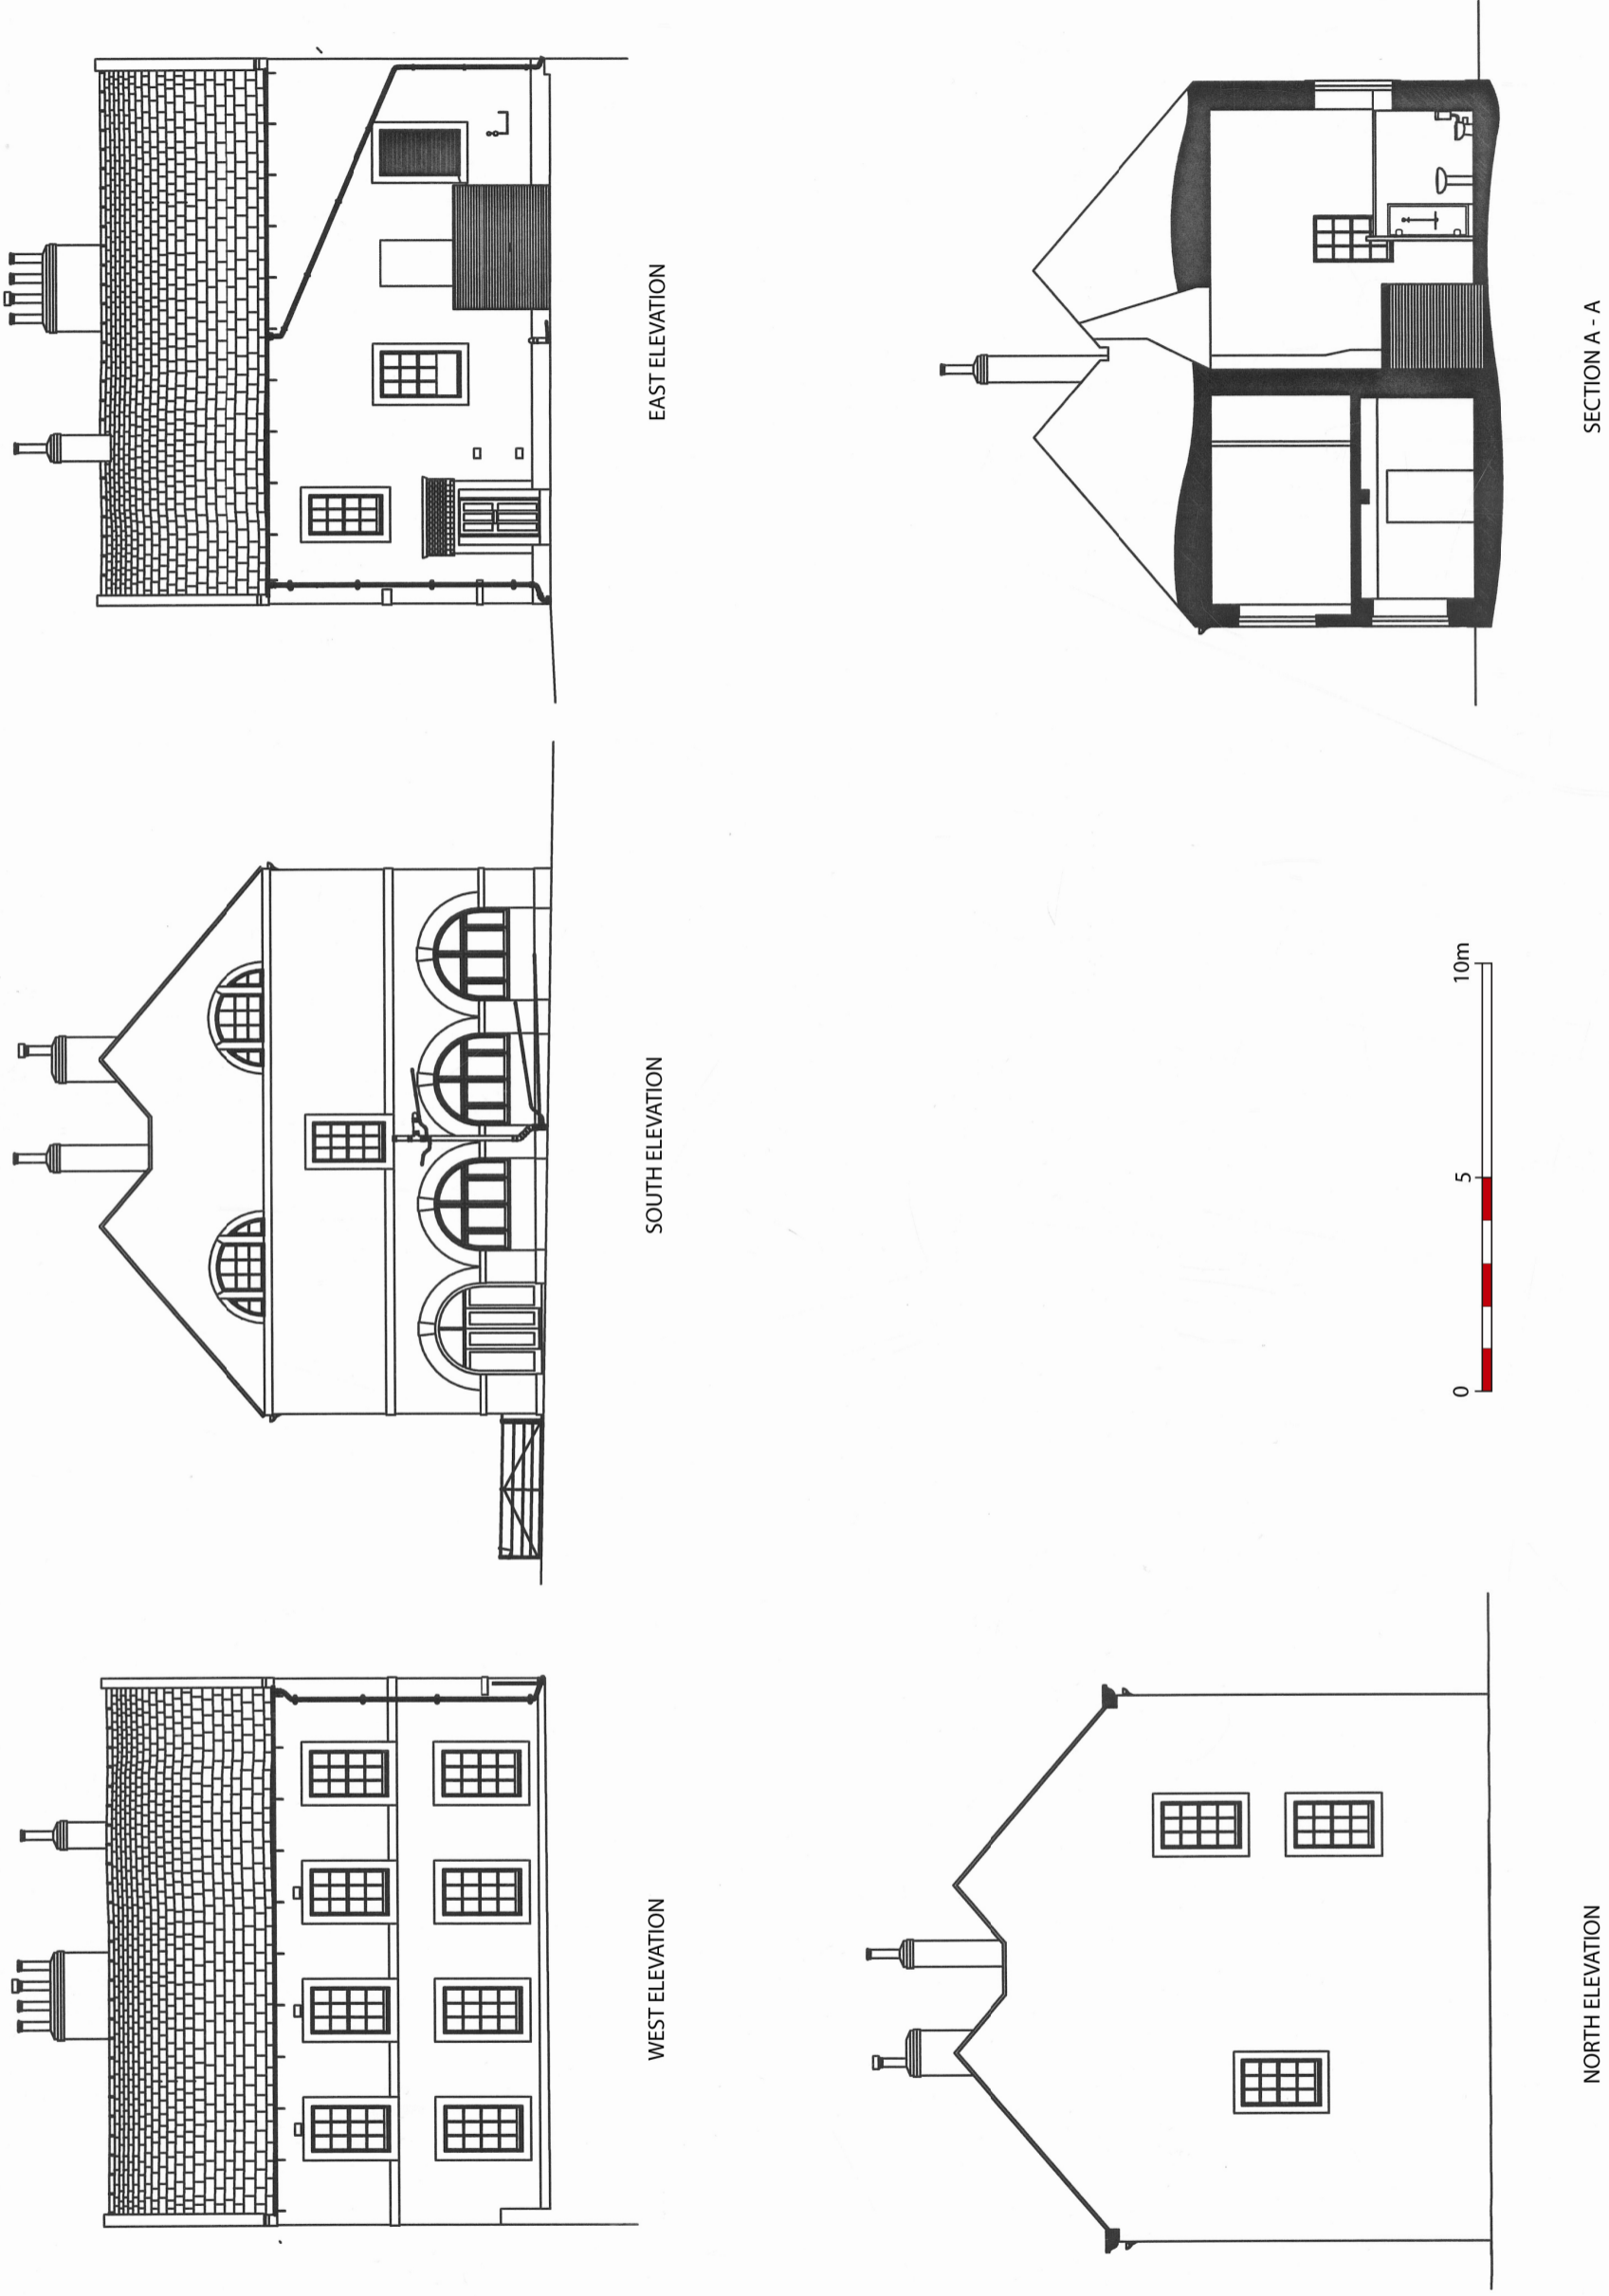 WEST ELEVATION
SOUTH ELEVATION
EAST ELEVATION
NORTH ELEVATION
0 5 10m
SECTION A - A